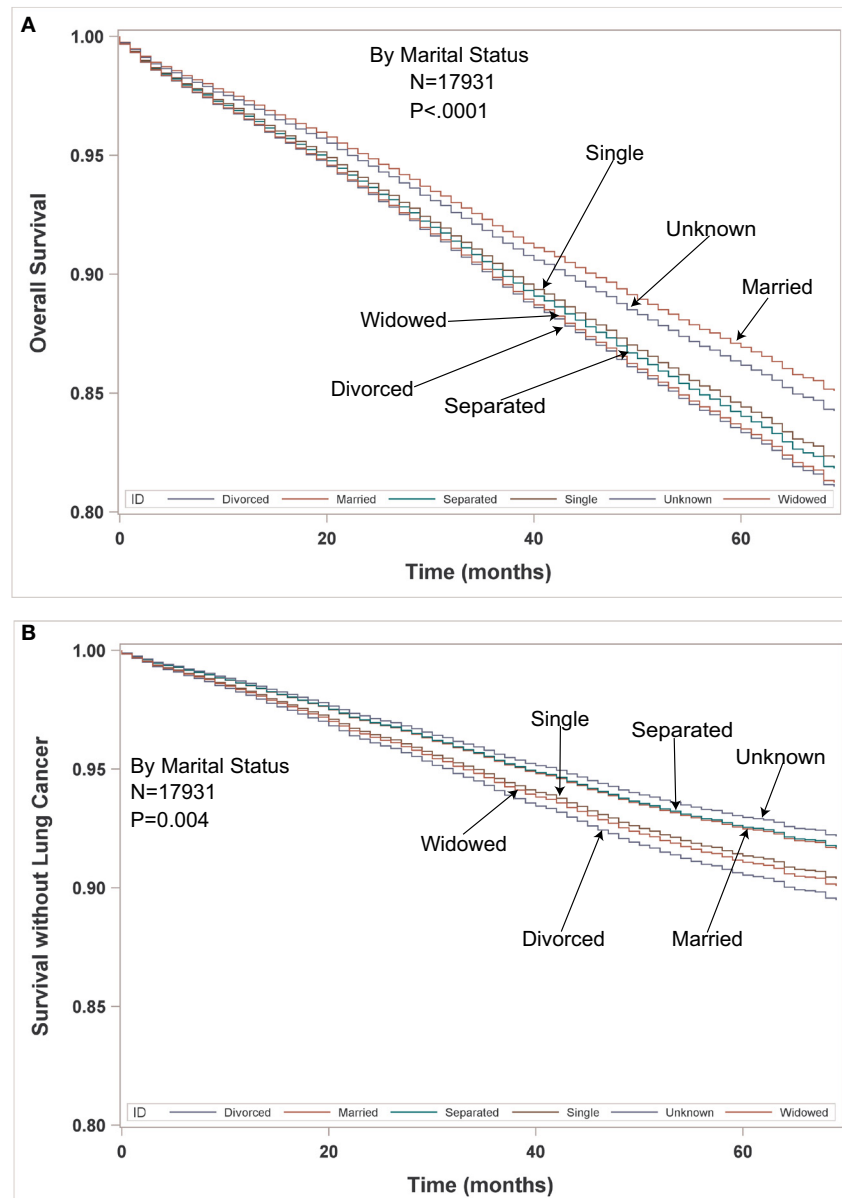 A
By Marital Status
N=17931
P<.0001
Single
Unknown
Married
Widowed
Divorced
Separated
Overall Survival
1.00
0.95
0.90
0.85
0.80
ID Divorced Married Separated Single Unknown Widowed
0 20 40 60
Time (months)
B
By Marital Status
N=17931
P=0.004
Single
Separated
Unknown
Widowed
Divorced
Married
Survival without Lung Cancer
1.00
0.95
0.90
0.85
0.80
ID Divorced Married Separated Single Unknown Widowed
0 20 40 60
Time (months)